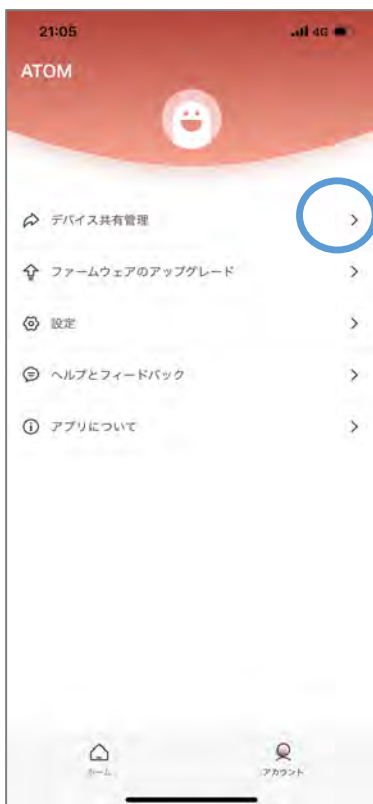 21:05
4G
ATOM
デバイス共有管理
ファームウェアのアップグレード
設定
ヘルプとフィードバック
アプリについて
ホーム
アカウント